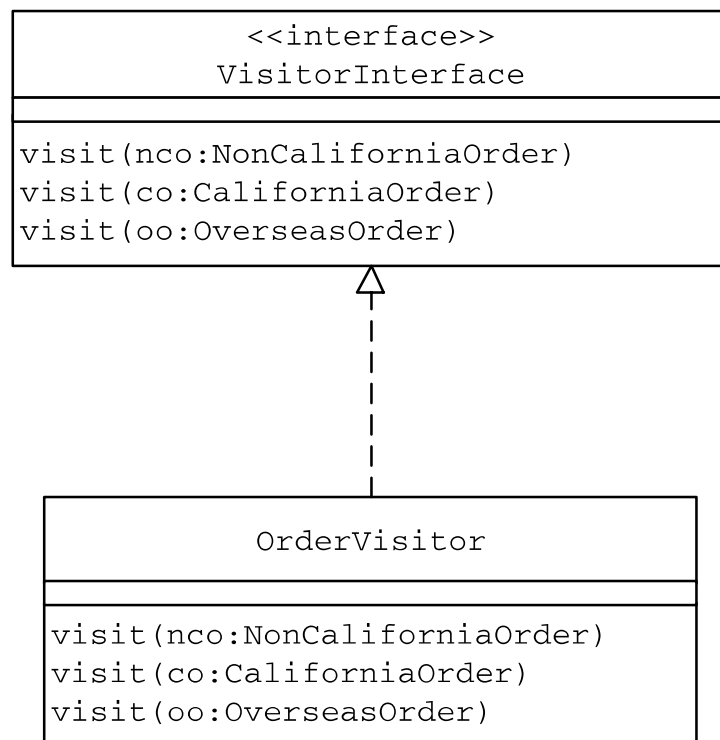 <<interface>>
VisitorInterface
visit(nco:NonCaliforniaOrder)
visit(co:CaliforniaOrder)
visit(oo:OverseasOrder)
OrderVisitor
visit(nco:NonCaliforniaOrder)
visit(co:CaliforniaOrder)
visit(oo:OverseasOrder)